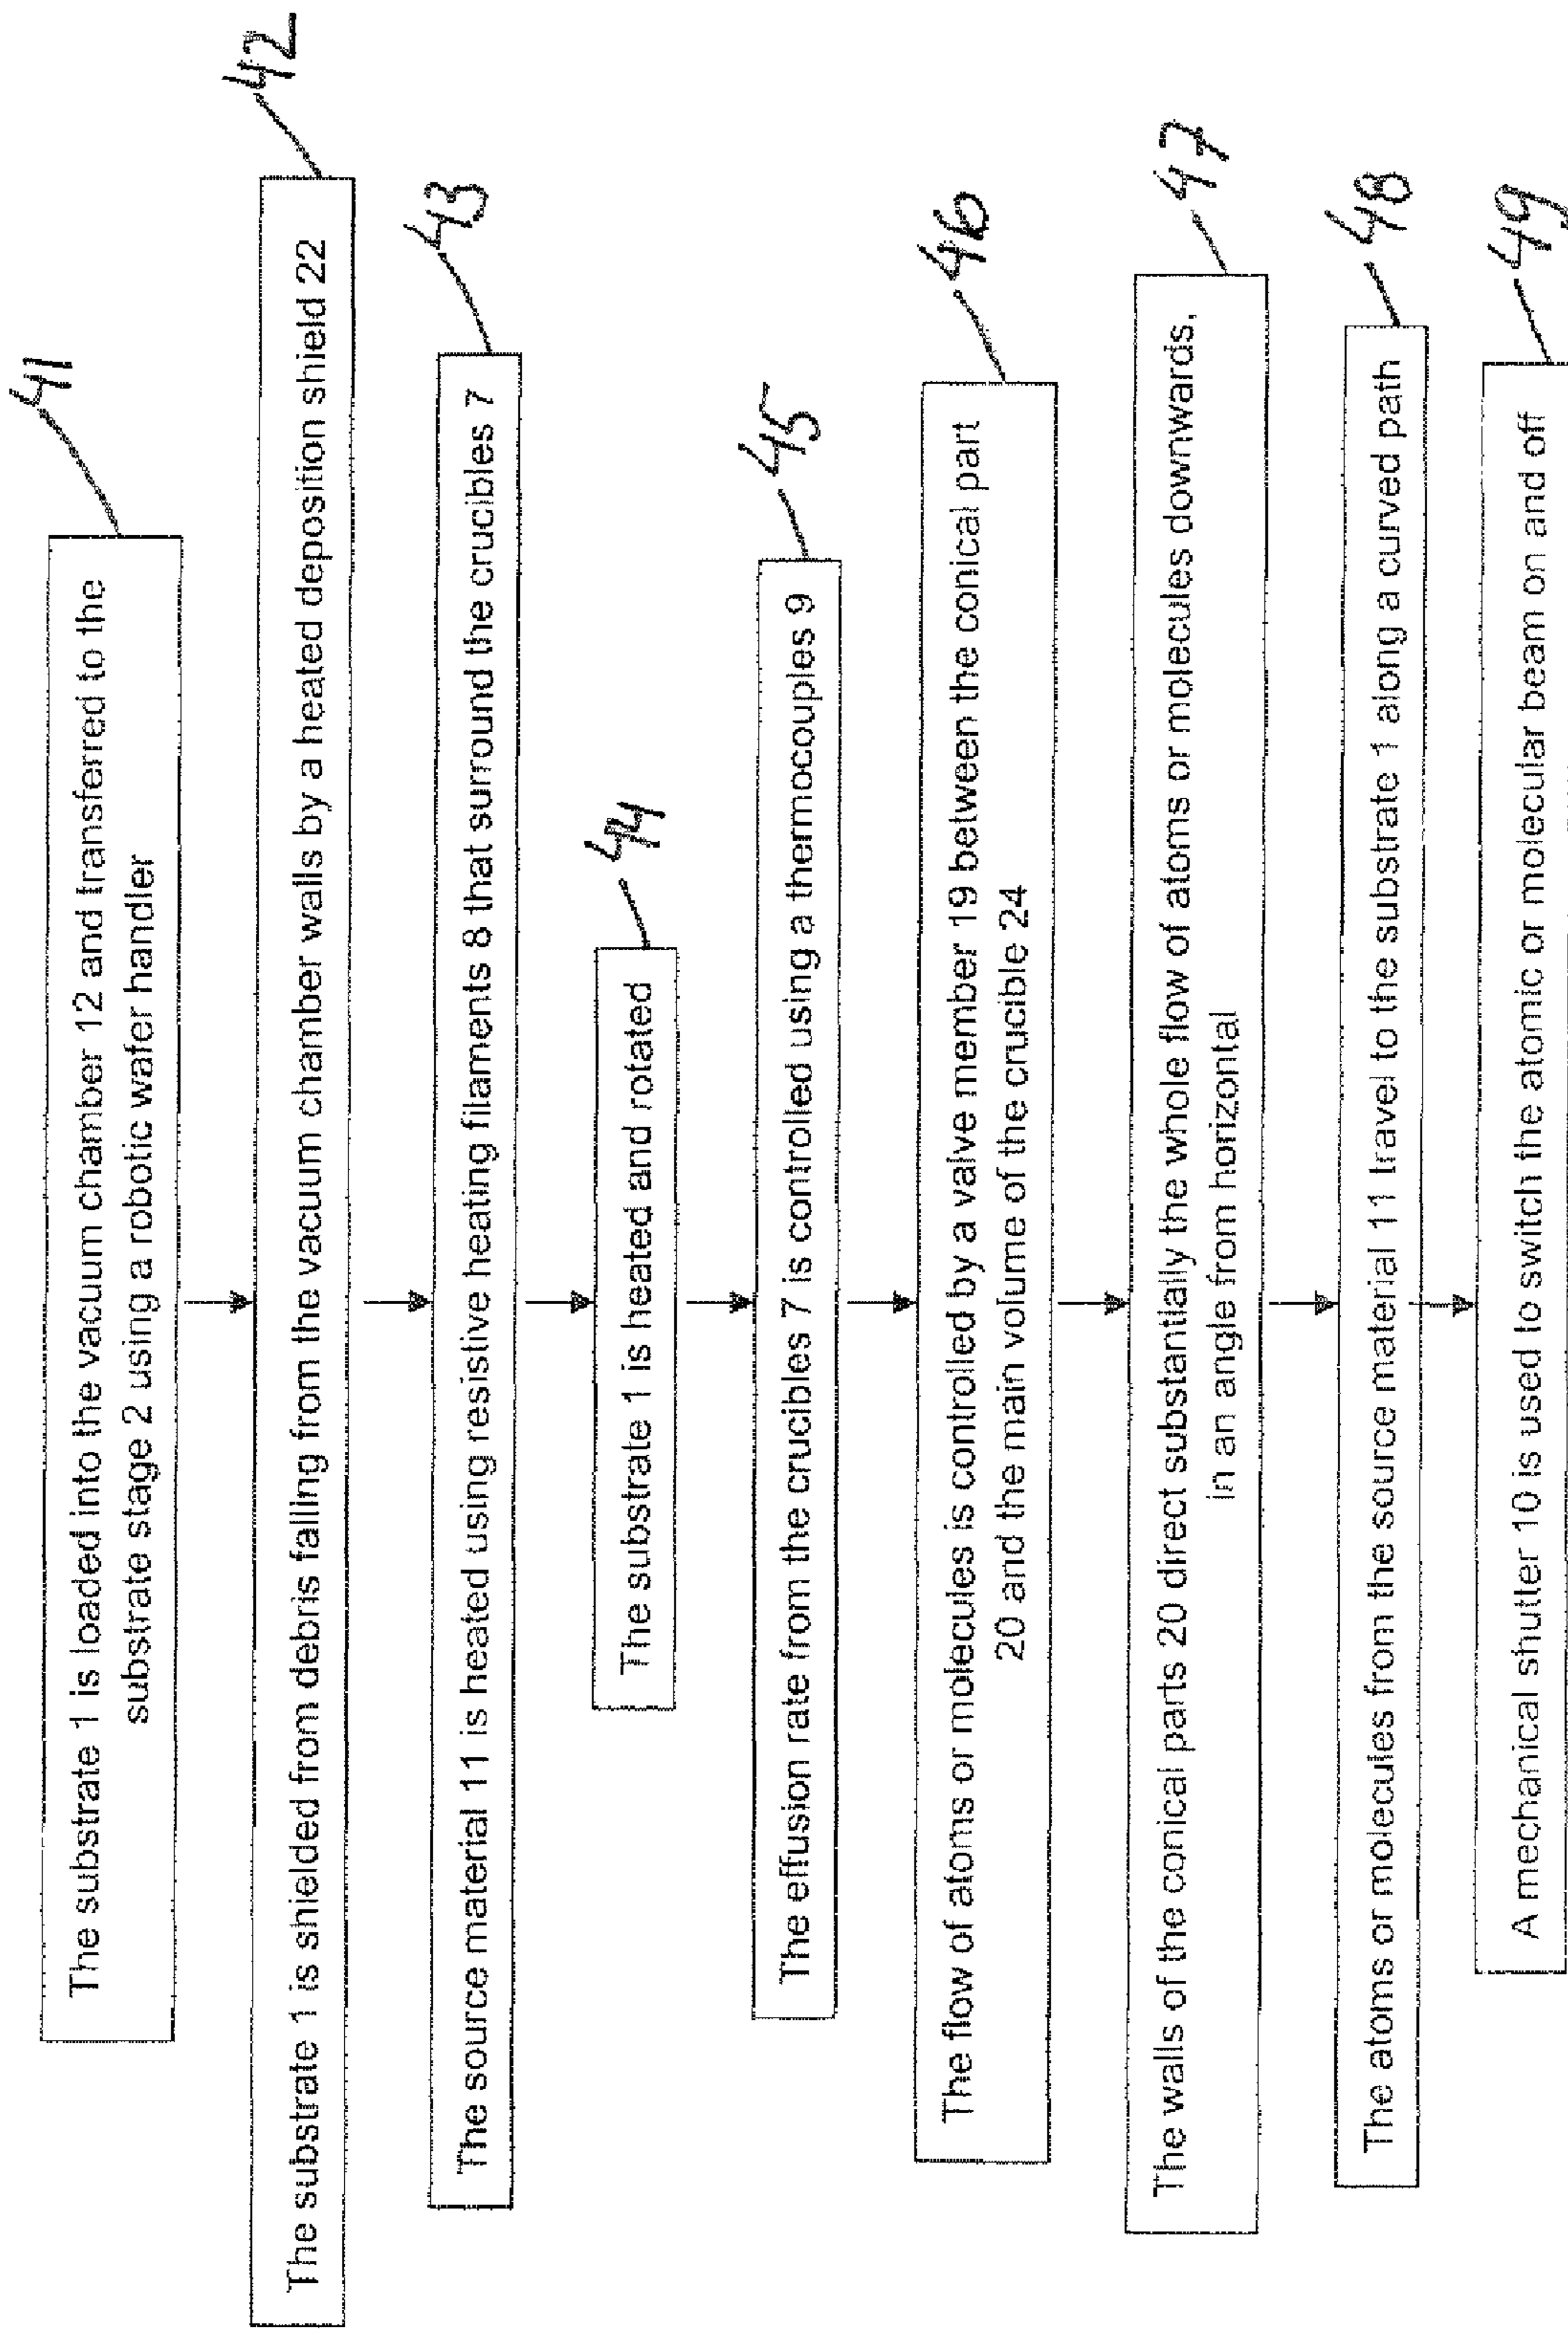 41
The substrate 1 is loaded into the vacuum chamber 12 and transferred to the
substrate stage 2 using a robotic wafer handler
42
The substrate 1 is shielded from debris falling from the vacuum chamber walls by a heated deposition shield 22
43
The source material 11 is heated using resistive heating filaments 8 that surround the crucibles 7
44
The substrate 1 is heated and rotated
45
The effusion rate from the crucibles 7 is controlled using a thermocouples 9
46
The flow of atoms or molecules is controlled by a valve member 19 between the conical part
20 and the main volume of the crucible 24
47
The walls of the conical parts 20 direct substantially the whole flow of atoms or molecules downwards,
in an angle from horizontal
48
The atoms or molecules from the source material 11 travel to the substrate 1 along a curved path
49
A mechanical shutter 10 is used to switch the atomic or molecular beam on and off